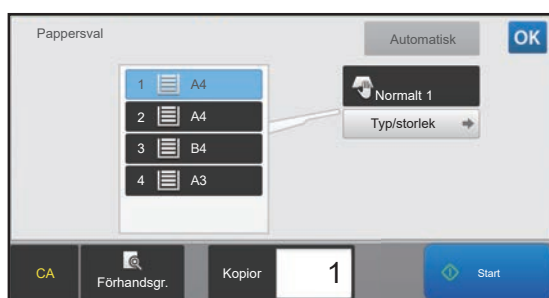 Pappersval
Automatisk
OK
1 A4
2 A4
3 B4
4 A3
Normalt 1
Typ/storlek
CA
Förhandsgr.
Kopior
1
Start